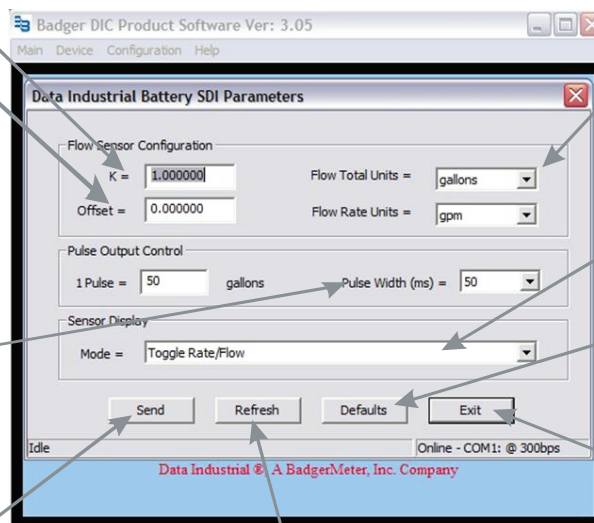 Badger DIC Product Software Ver: 3.05
Main Device Configuration Help
Data Industrial Battery SDI Parameters
Flow Sensor Configuration
K = 1.000000 Flow Total Units = gallons
Offset = 0.000000 Flow Rate Units = gpm
Pulse Output Control
1 Pulse = 50 gallons Pulse Width (ms) = 50
Sensor Display
Mode = Toggle Rate/Flow
Send Refresh Defaults Exit
Idle Online - COM1: @ 300bps
Data Industrial ® A BadgerMeter, Inc. Company